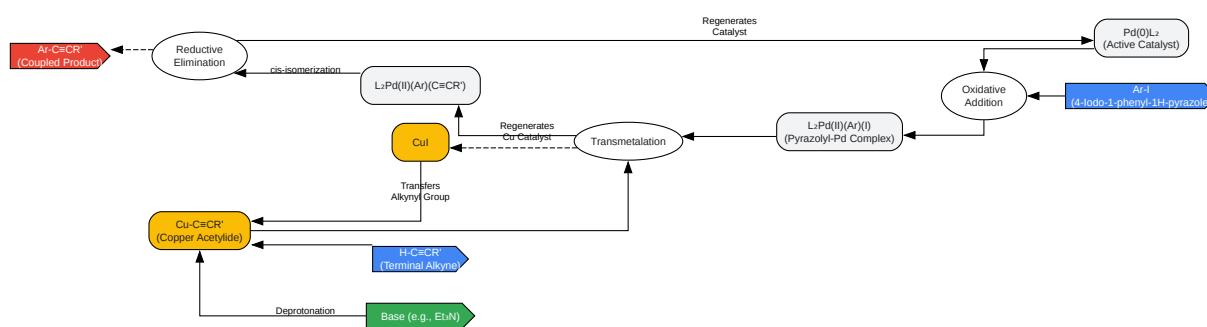 Regenerates
Catalyst
Pd(0)L₂
(Active Catalyst)
Ar-C≡CR'
(Coupled Product)
Reductive
Elimination
cis-isomerization
L₂Pd(II)(Ar)(C≡CR')
Oxidative
Addition
Ar-I
(4-Iodo-1-phenyl-1H-pyrazole
CuI
Regenerates
Cu Catalyst
Transmetalation
L₂Pd(II)(Ar)(I)
(Pyrazolyl-Pd Complex)
Transfers
Alkynyl Group
Cu-C≡CR'
(Copper Acetylide)
H-C≡CR'
(Terminal Alkyne)
Deprotonation
Base (e.g., Et₃N)